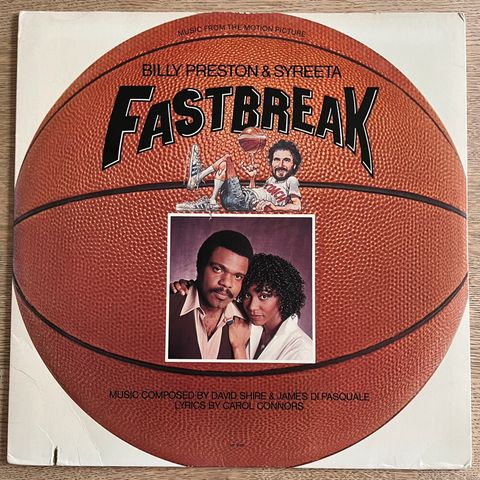 MUSIC FROM THE MOTION PICTURE
BILLY PRESTON & SYREETA
FASTBREAK
MUSIC COMPOSED BY DAVID SHIRE & JAMES DI PASQUALE
LYRICS BY CAROL CONNORS